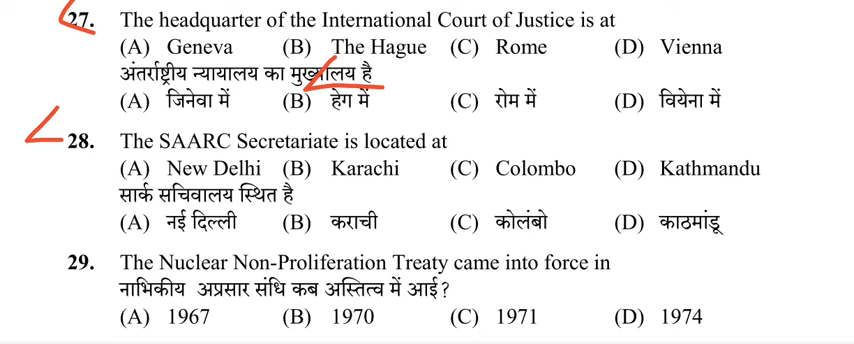 27. The headquarter of the International Court of Justice is at
(A) Geneva (B) The Hague (C) Rome (D) Vienna
अंतर्राष्ट्रीय न्यायालय का मुख्यालय है
(A) जिनेवा में (B) हेग में (C) रोम में (D) वियेना में
28. The SAARC Secretariate is located at
(A) New Delhi (B) Karachi (C) Colombo (D) Kathmandu
सार्क सचिवालय स्थित है
(A) नई दिल्ली (B) कराची (C) कोलंबो (D) काठमांडू
29. The Nuclear Non-Proliferation Treaty came into force in
नाभिकीय अप्रसार संधि कब अस्तित्व में आई?
(A) 1967 (B) 1970 (C) 1971 (D) 1974